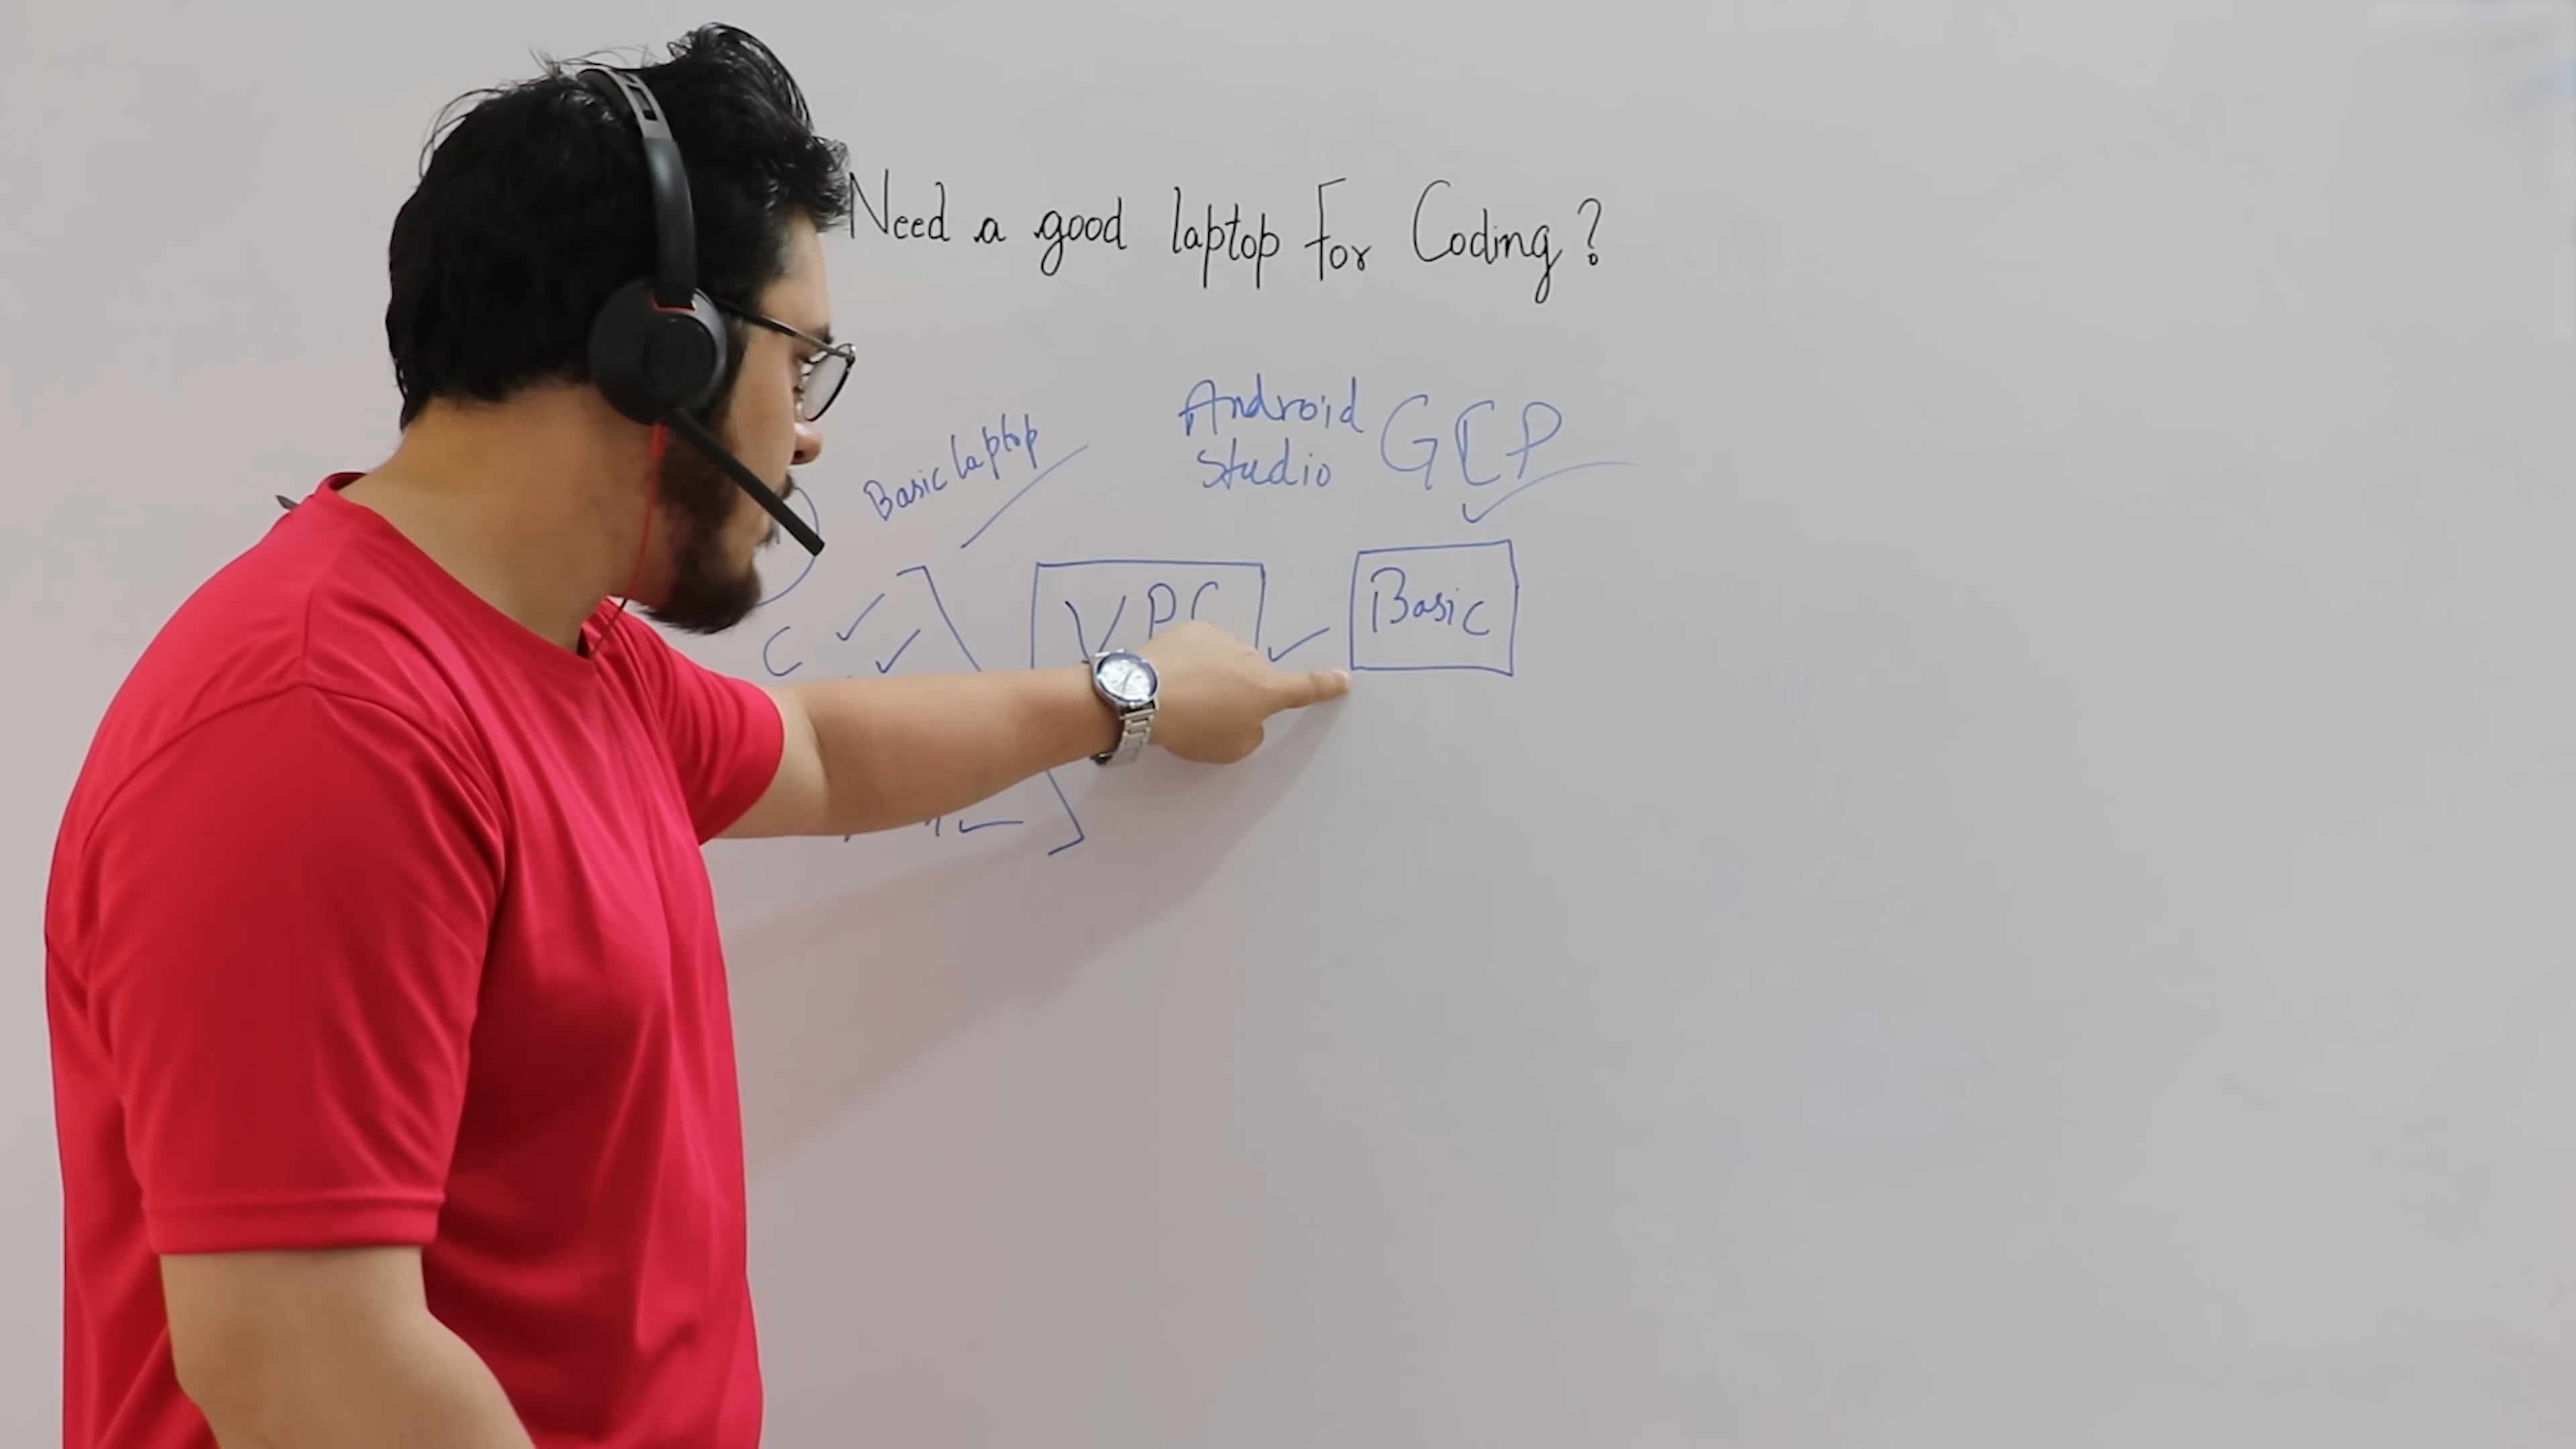 Need a good laptop For Coding?
Basic laptop
Android
Studio
GCP
VPC
Basic
C